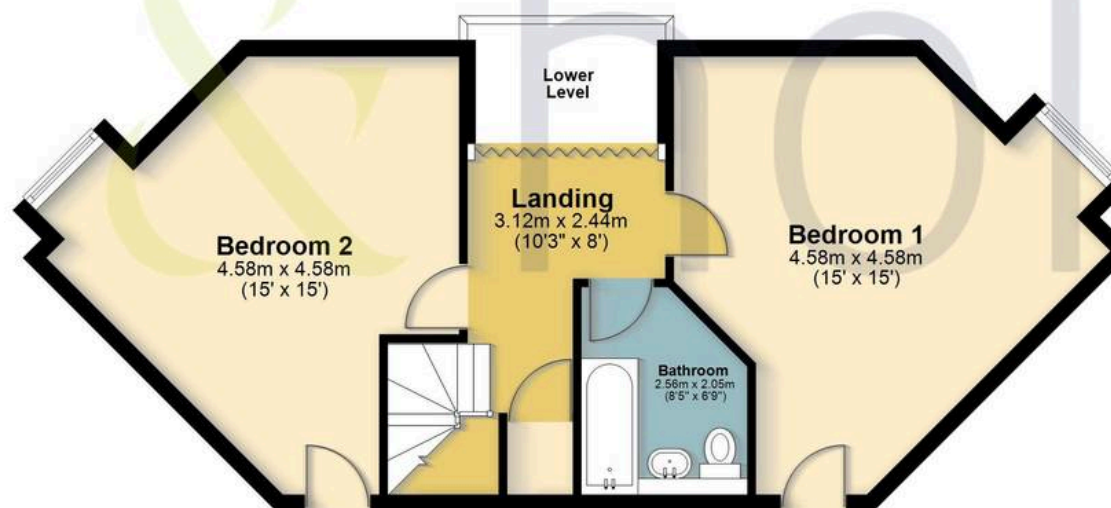 & hol
Lower
Level
Landing
3.12m x 2.44m
(10'3" x 8')
Bedroom 2
4.58m x 4.58m
(15' x 15')
Bedroom 1
4.58m x 4.58m
(15' x 15')
Bathroom
2.56m x 2.05m
(8'5" x 6'9")